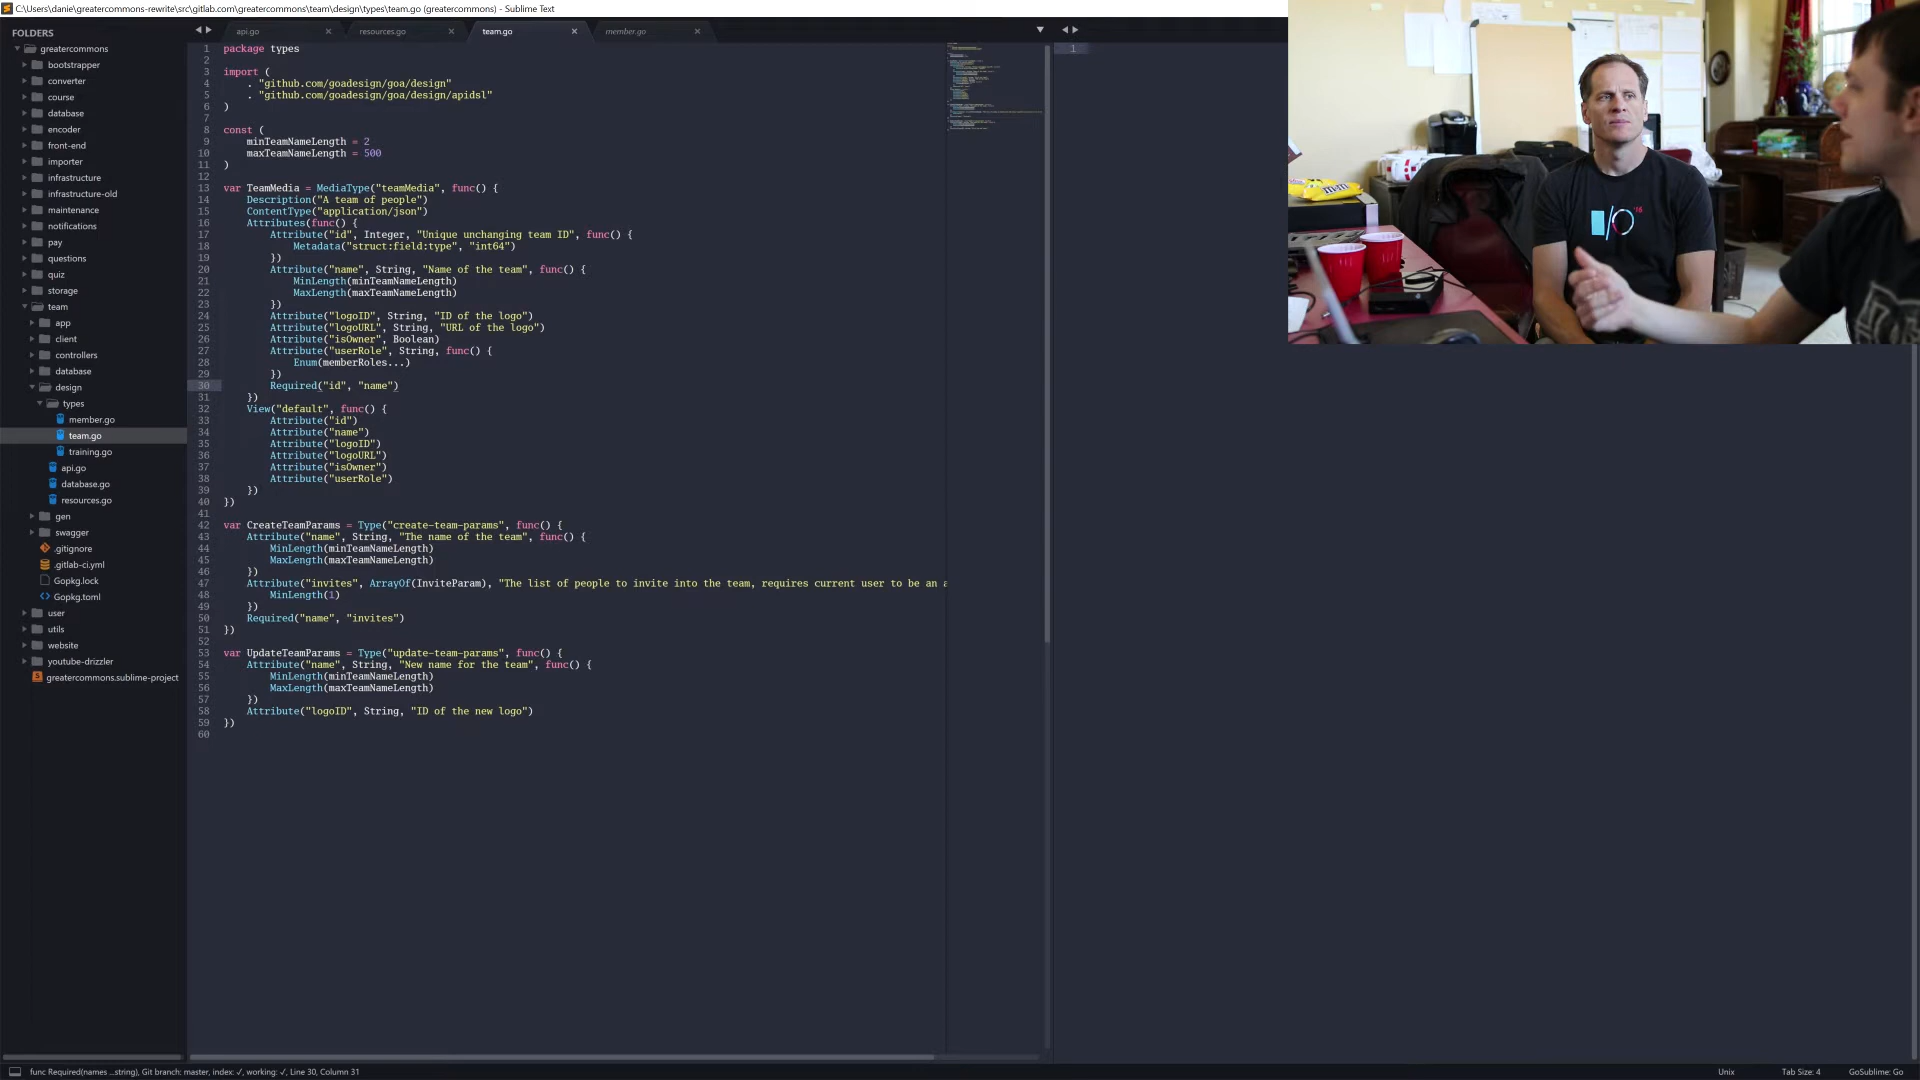 C:\Users\danie\greatercommons-rewrite\src\gitlab.com\greatercommons\team\design\types\team.go (greatercommons) - Sublime Text
FOLDERS
greatercommons
bootstrapper
converter
course
database
encoder
front-end
importer
infrastructure
infrastructure-old
maintenance
notifications
pay
questions
quiz
storage
team
app
client
controllers
database
design
types
member.go
team.go
training.go
api.go
database.go
resources.go
gen
swagger
.gitignore
.gitlab-ci.yml
Gopkg.lock
Gopkg.toml
user
utils
website
youtube-drizzler
greatercommons.sublime-project
api.go
resources.go
team.go
member.go
1 package types
2
3 import (
4 . "github.com/goadesign/goa/design"
5 . "github.com/goadesign/goa/design/apidsl"
6 )
7
8 const (
9 minTeamNameLength = 2
10 maxTeamNameLength = 500
11 )
12
13 var TeamMedia = MediaType("teamMedia", func() {
14 Description("A team of people")
15 ContentType("application/json")
16 Attributes(func() {
17 Attribute("id", Integer, "Unique unchanging team ID", func() {
18 Metadata("struct:field:type", "int64")
19 })
20 Attribute("name", String, "Name of the team", func() {
21 MinLength(minTeamNameLength)
22 MaxLength(maxTeamNameLength)
23 })
24 Attribute("logoID", String, "ID of the logo")
25 Attribute("logoURL", String, "URL of the logo")
26 Attribute("isOwner", Boolean)
27 Attribute("userRole", String, func() {
28 Enum(memberRoles...)
29 })
30 Required("id", "name")
31 })
32 View("default", func() {
33 Attribute("id")
34 Attribute("name")
35 Attribute("logoID")
36 Attribute("logoURL")
37 Attribute("isOwner")
38 Attribute("userRole")
39 })
40 })
41
42 var CreateTeamParams = Type("create-team-params", func() {
43 Attribute("name", String, "The name of the team", func() {
44 MinLength(minTeamNameLength)
45 MaxLength(maxTeamNameLength)
46 })
47 Attribute("invites", ArrayOf(InviteParam), "The list of people to invite into the team, requires current user to be an a
48 MinLength(1)
49 })
50 Required("name", "invites")
51 })
52
53 var UpdateTeamParams = Type("update-team-params", func() {
54 Attribute("name", String, "New name for the team", func() {
55 MinLength(minTeamNameLength)
56 MaxLength(maxTeamNameLength)
57 })
58 Attribute("logoID", String, "ID of the new logo")
59 })
60
1
I/O '16
func Required(names ...string), Git branch: master, index: ✓, working: ✓, Line 30, Column 31
Unix
Tab Size: 4
GoSublime: Go